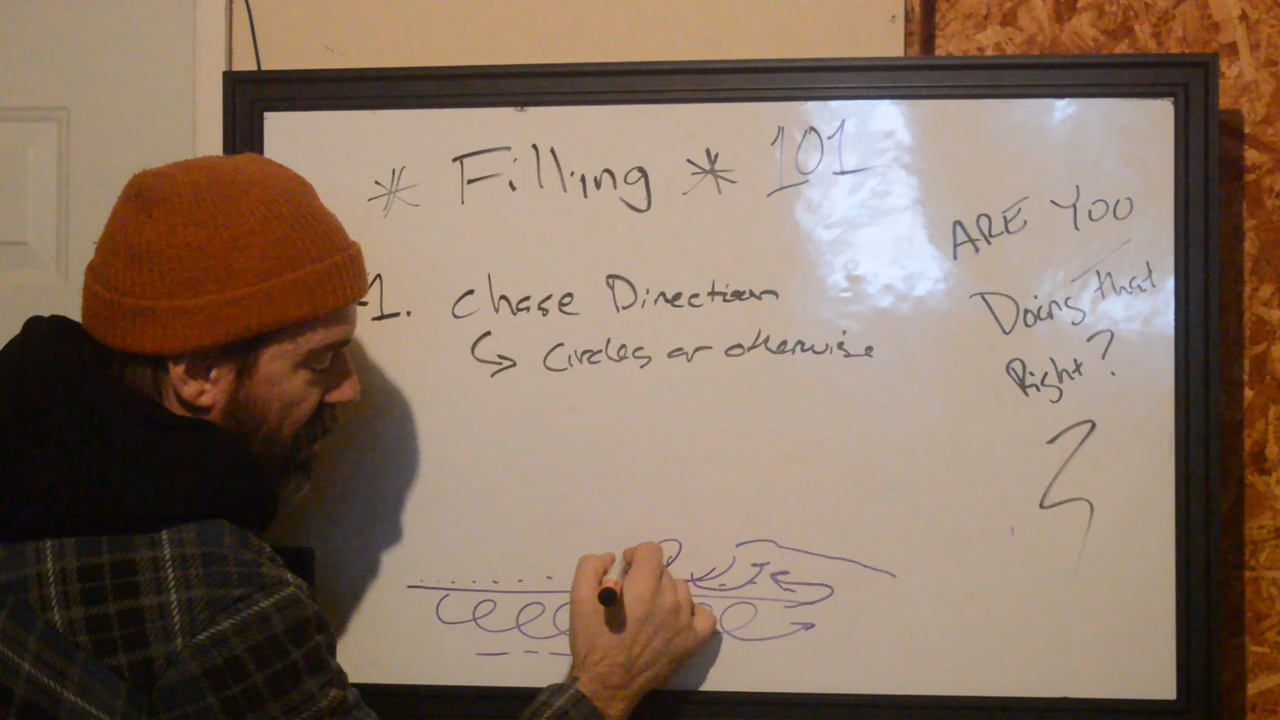 * Filling * 101
1. Chase Direction
↳ Circles or otherwise
ARE YOU
Doing that
Right?